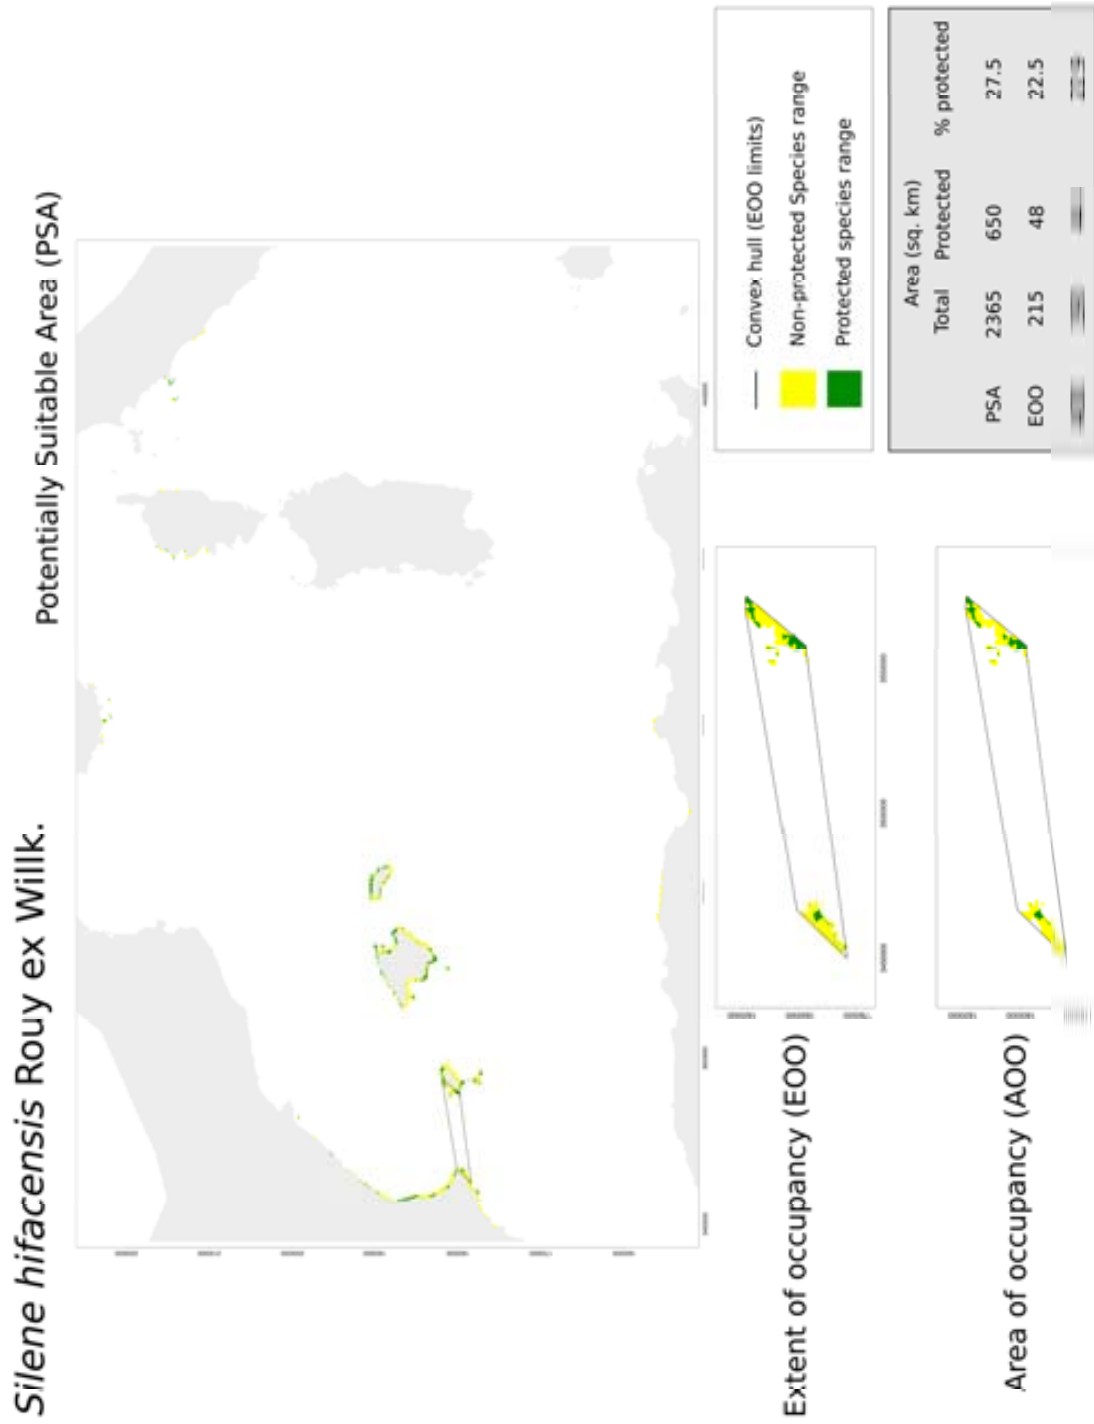 Silene hifacensis Rouy ex Willk.
Potentially Suitable Area (PSA)
Convex hull (EOO limits)
Non-protected Species range
Protected species range
Area (sq. km)
Total Protected % protected
PSA 2365 650 27.5
EOO 215 48 22.5
Extent of occupancy (EOO)
Area of occupancy (AOO)